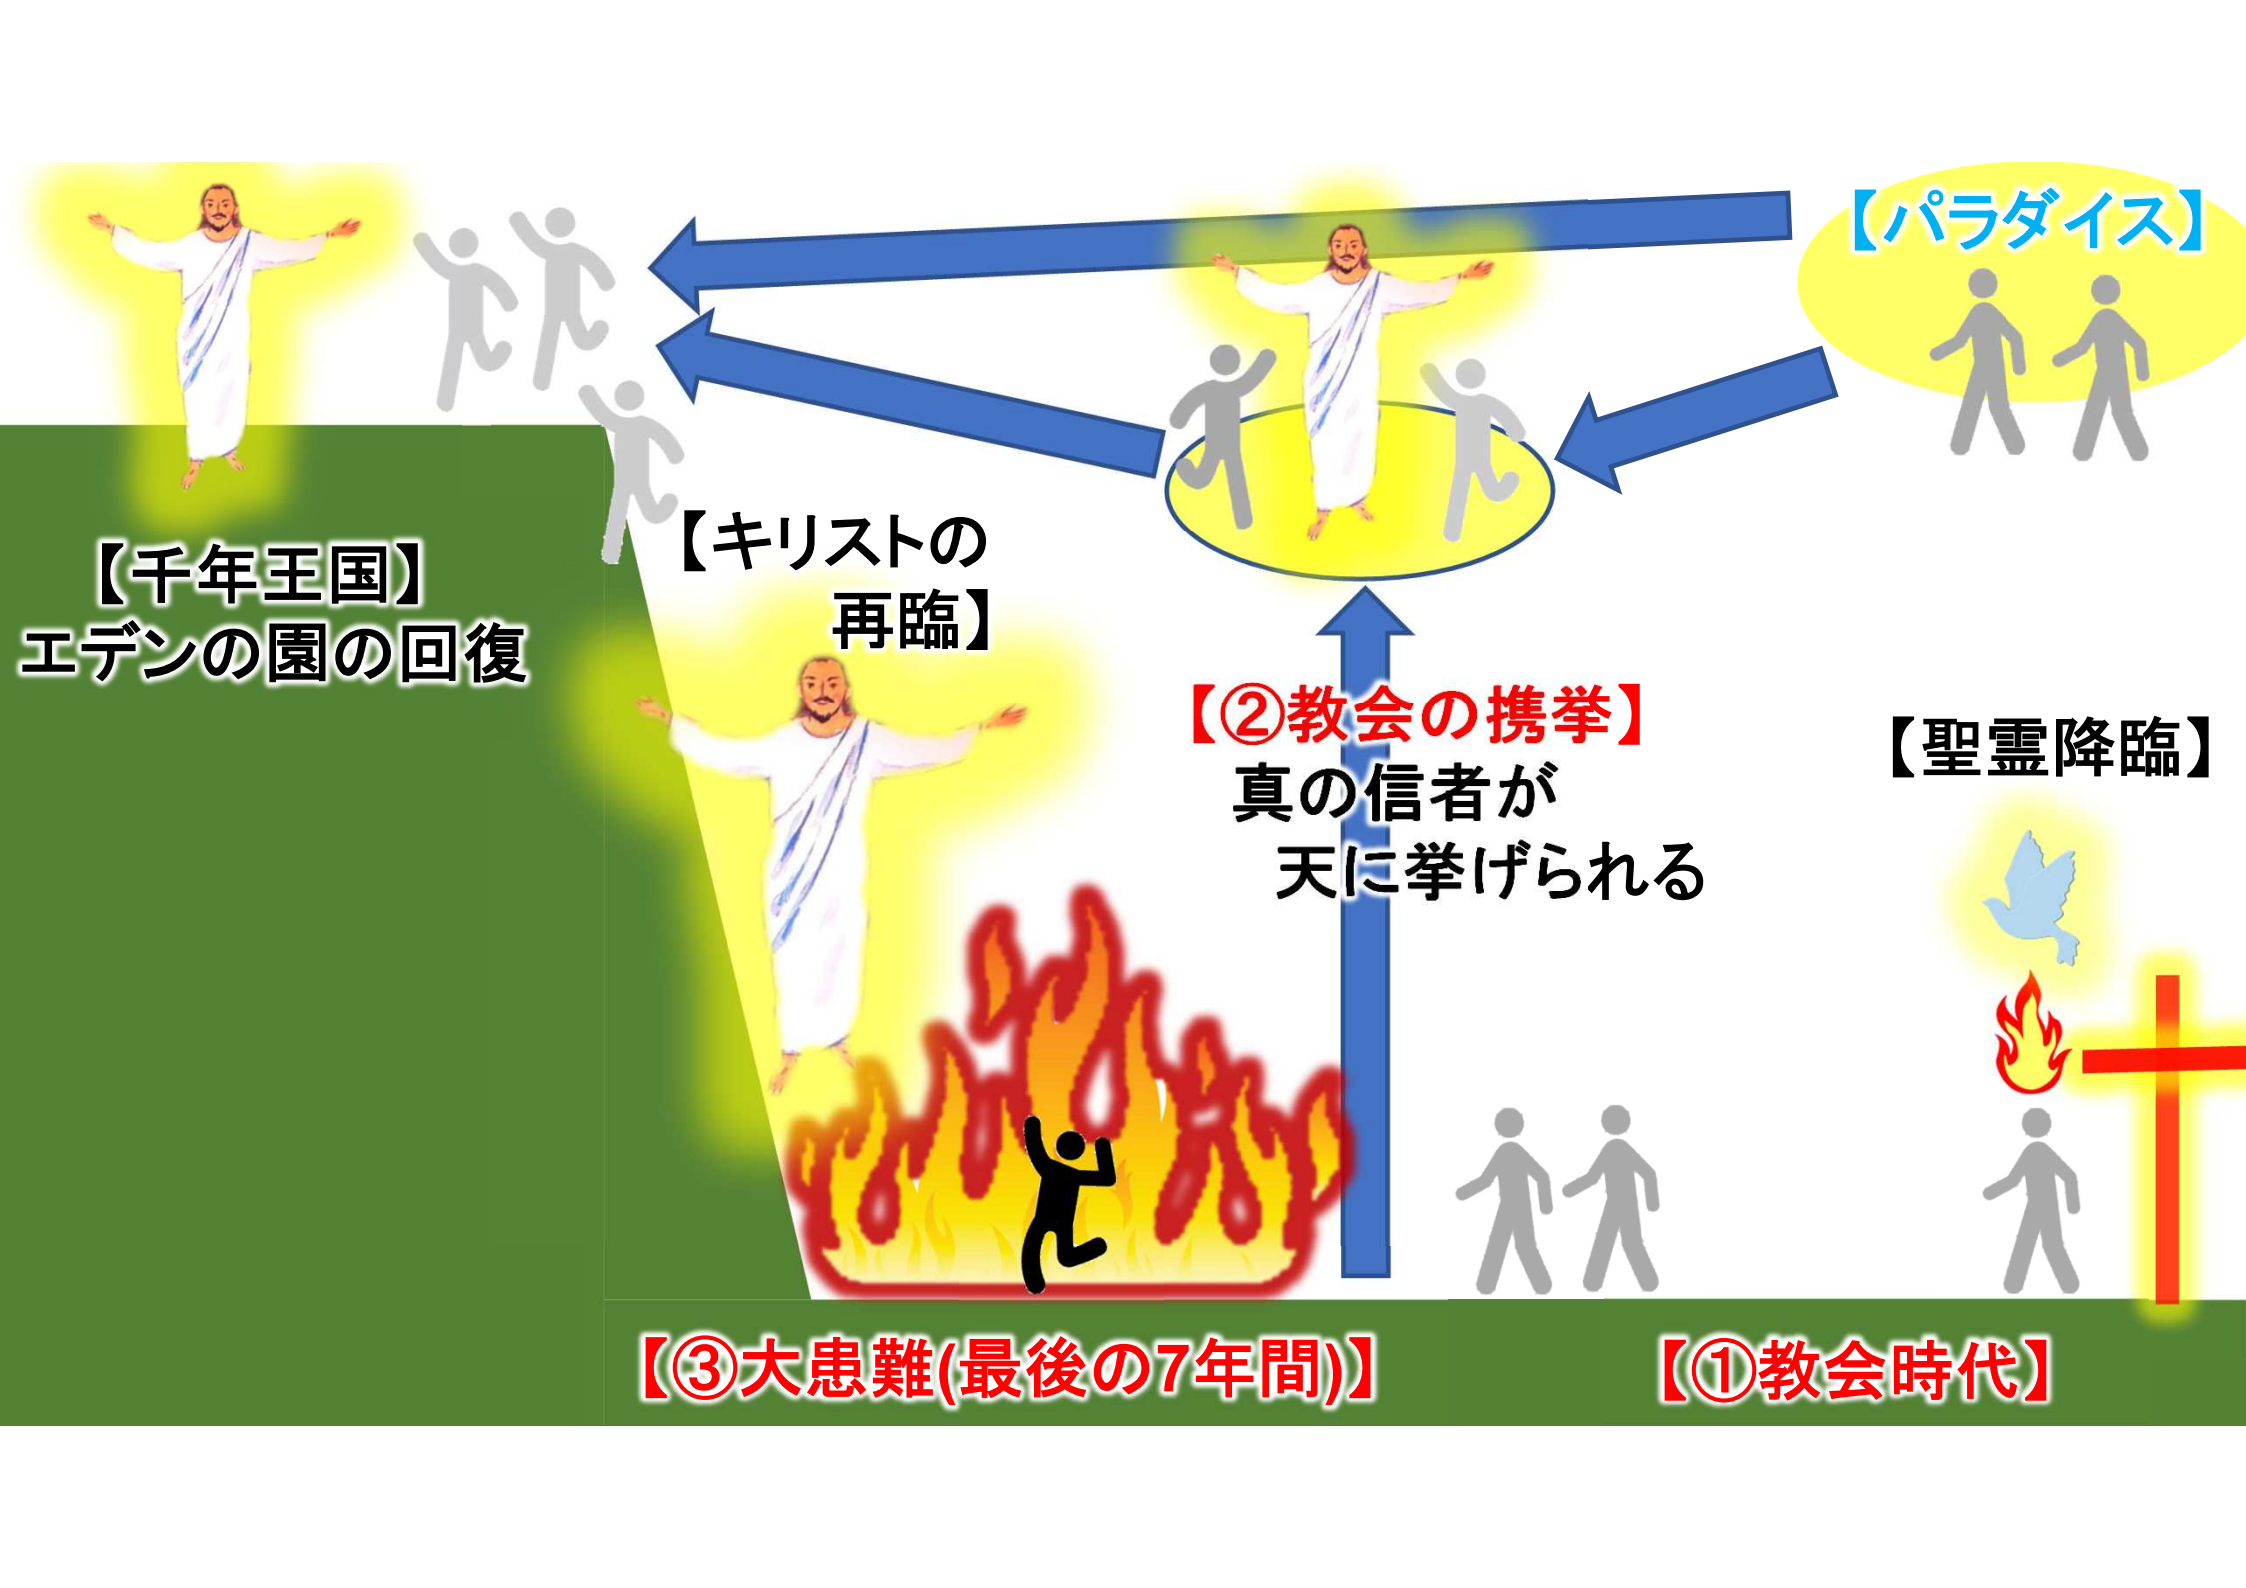 【パラダイス】
【キリストの
再臨】
【千年王国】
エデンの園の回復
【②教会の携挙】
真の信者が
天に挙げられる
【聖霊降臨】
【③大患難(最後の7年間)】
【①教会時代】